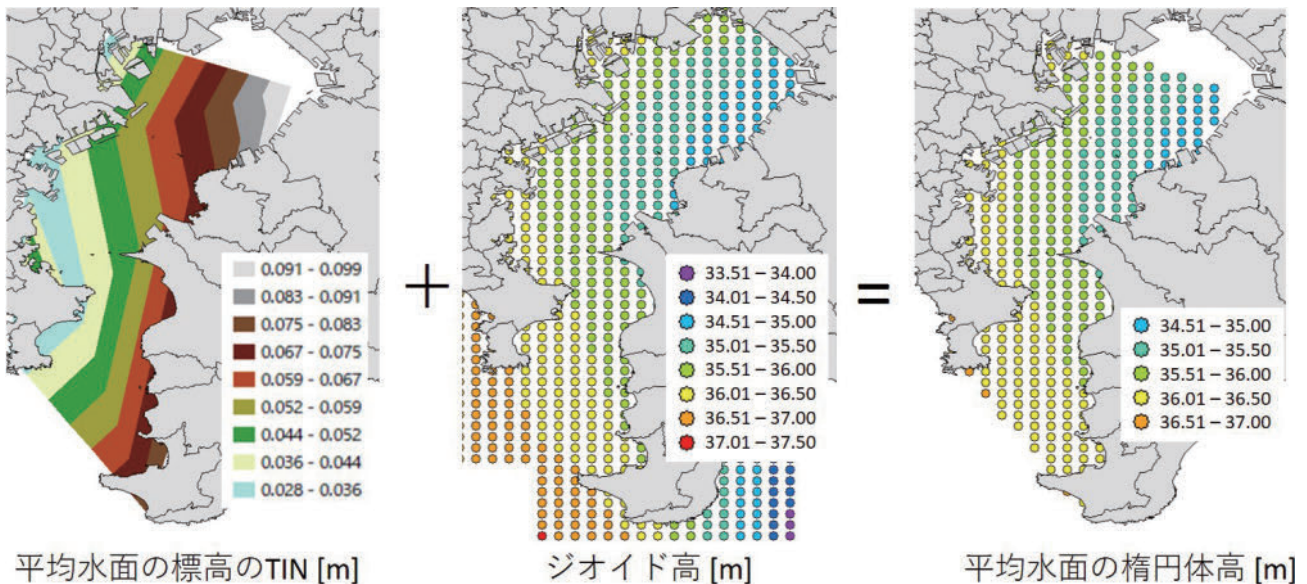 0.091 - 0.099
0.083 - 0.091
0.075 - 0.083
0.067 - 0.075
0.059 - 0.067
0.052 - 0.059
0.044 - 0.052
0.036 - 0.044
0.028 - 0.036
+
33.51 – 34.00
34.01 – 34.50
34.51 – 35.00
35.01 – 35.50
35.51 – 36.00
36.01 – 36.50
36.51 – 37.00
37.01 – 37.50
=
34.51 – 35.00
35.01 – 35.50
35.51 – 36.00
36.01 – 36.50
36.51 – 37.00
平均水面の標高のTIN [m]
ジオイド高 [m]
平均水面の楕円体高 [m]